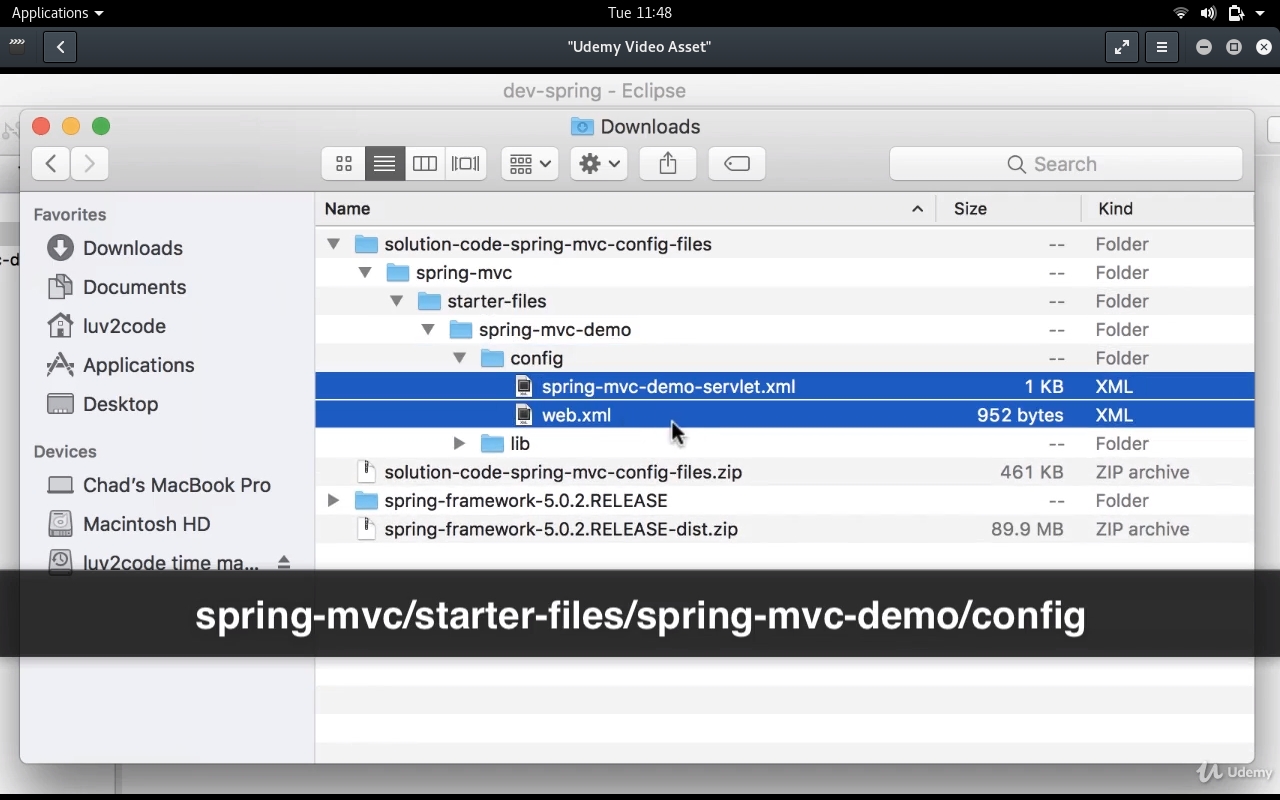 Applications Tue 11:48
"Udemy Video Asset"
dev-spring - Eclipse
Downloads
Search
Favorites
Downloads
Documents
luv2code
Applications
Desktop
Devices
Chad's MacBook Pro
Macintosh HD
luv2code time ma...
Name Size Kind
solution-code-spring-mvc-config-files -- Folder
spring-mvc -- Folder
starter-files -- Folder
spring-mvc-demo -- Folder
config -- Folder
spring-mvc-demo-servlet.xml 1 KB XML
web.xml 952 bytes XML
lib -- Folder
solution-code-spring-mvc-config-files.zip 461 KB ZIP archive
spring-framework-5.0.2.RELEASE -- Folder
spring-framework-5.0.2.RELEASE-dist.zip 89.9 MB ZIP archive
spring-mvc/starter-files/spring-mvc-demo/config
Udemy